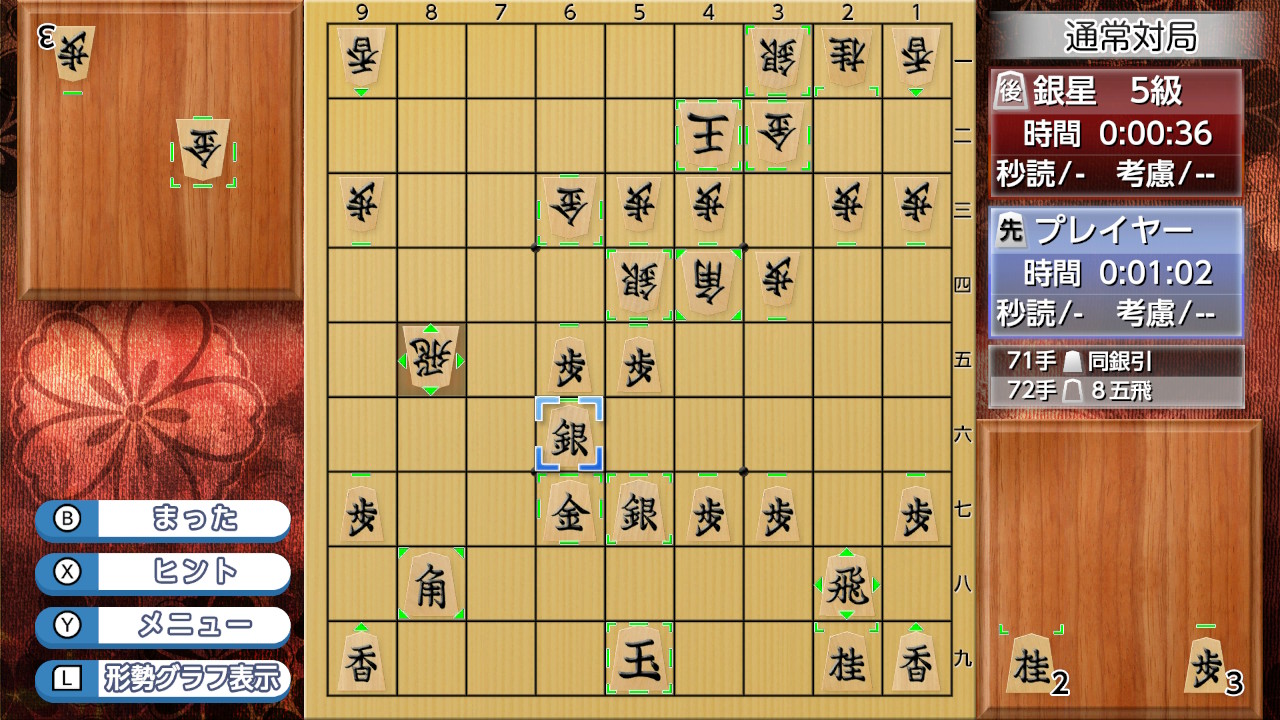 9 8 7 6 5 4 3 2 1
歩 3
金
香 銀 桂 香 一
王 金 二
歩 金 歩 歩 歩 歩 三
銀 角 歩 四
飛 歩 歩 五
銀 六
歩 金 銀 歩 歩 歩 七
角 飛 八
香 玉 桂 香 九
B まった
X ヒント
Y メニュー
L 形勢グラフ表示
通常対局
後 銀星 5級
時間 0:00:36
秒読/- 考慮/--
先 プレイヤー
時間 0:01:02
秒読/- 考慮/--
71手 同銀引
72手 8五飛
桂 2 歩 3